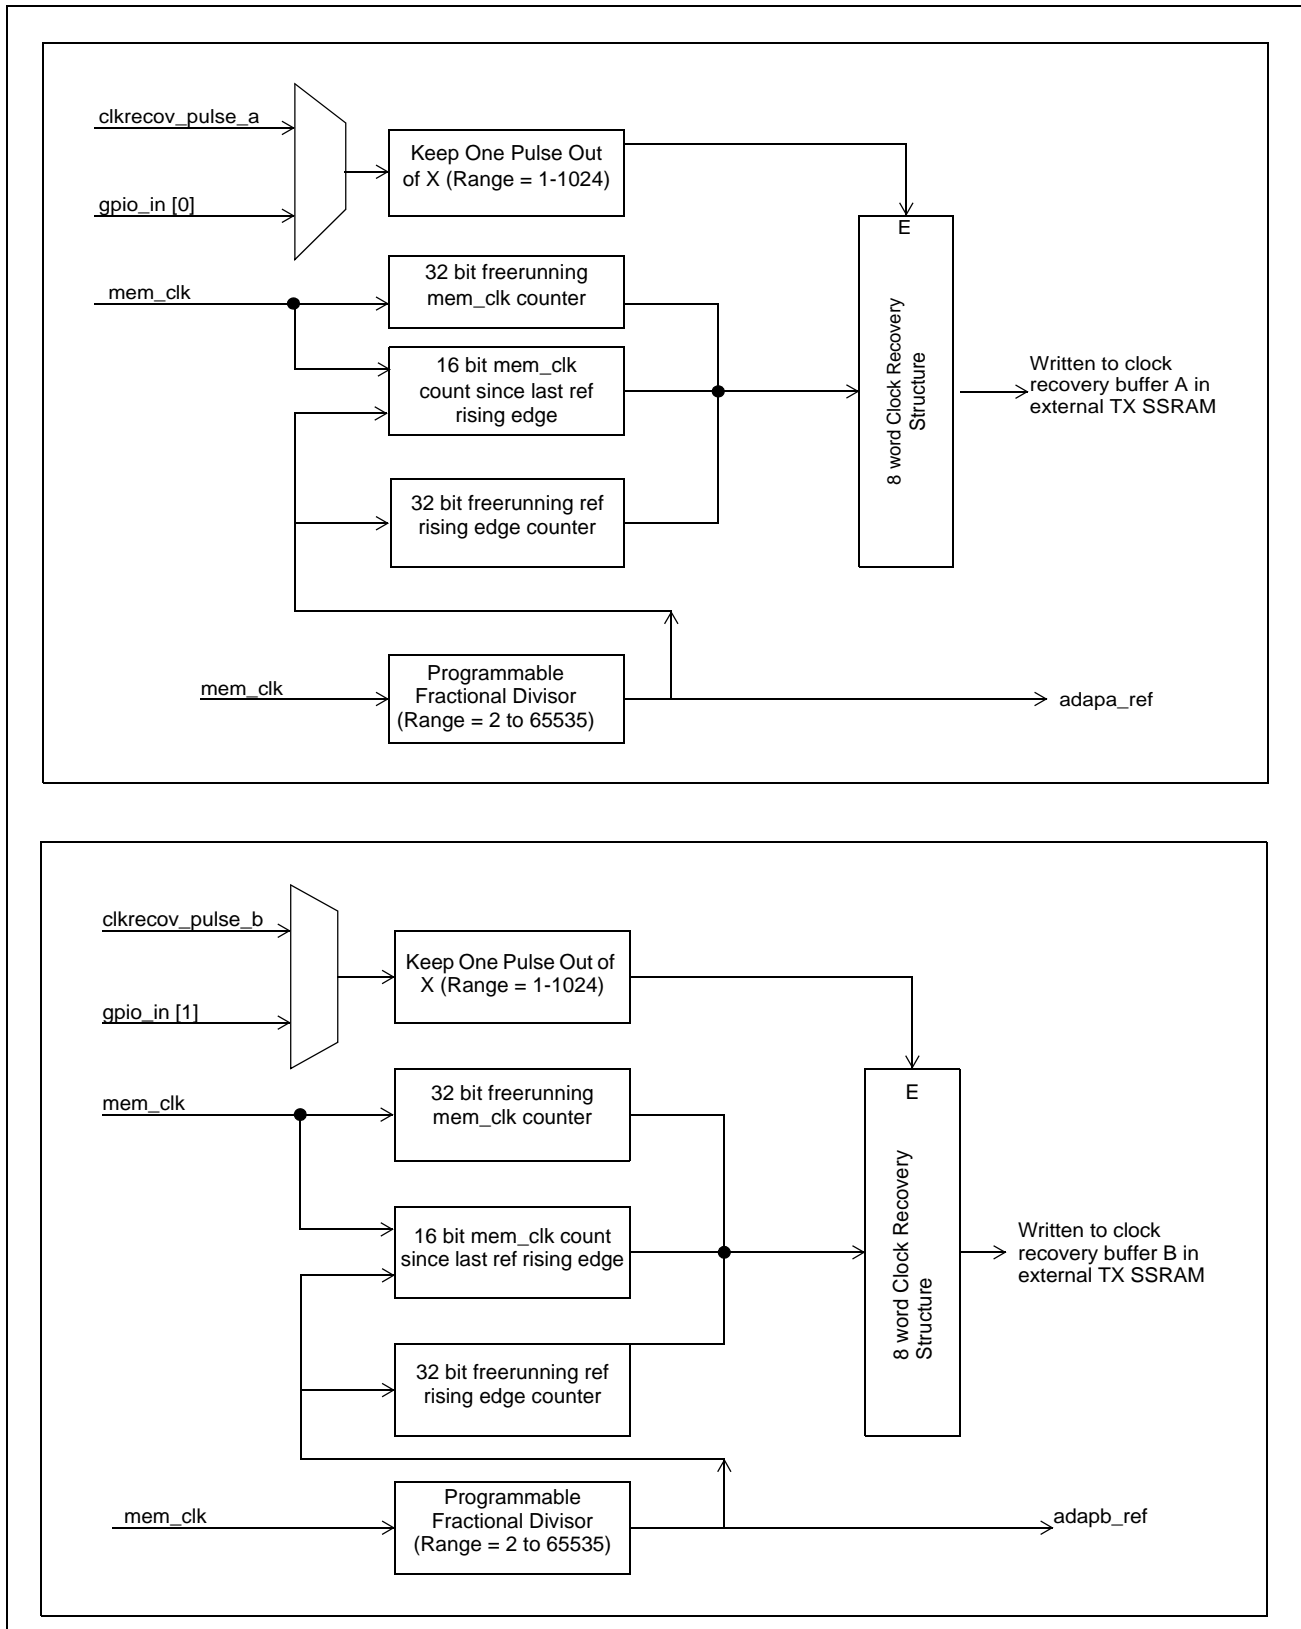 clkrecov_pulse_a
Keep One Pulse Out
of X (Range = 1-1024)
gpio_in [0]
E
mem_clk
32 bit freerunning
mem_clk counter
16 bit mem_clk
count since last ref
rising edge
8 word Clock Recovery
Structure
Written to clock
recovery buffer A in
external TX SSRAM
32 bit freerunning ref
rising edge counter
mem_clk
Programmable
Fractional Divisor
(Range = 2 to 65535)
adapa_ref
clkrecov_pulse_b
Keep One Pulse Out of
X (Range = 1-1024)
gpio_in [1]
E
mem_clk
32 bit freerunning
mem_clk counter
16 bit mem_clk count
since last ref rising edge
8 word Clock Recovery
Structure
Written to clock
recovery buffer B in
external TX SSRAM
32 bit freerunning ref
rising edge counter
mem_clk
Programmable
Fractional Divisor
(Range = 2 to 65535)
adapb_ref